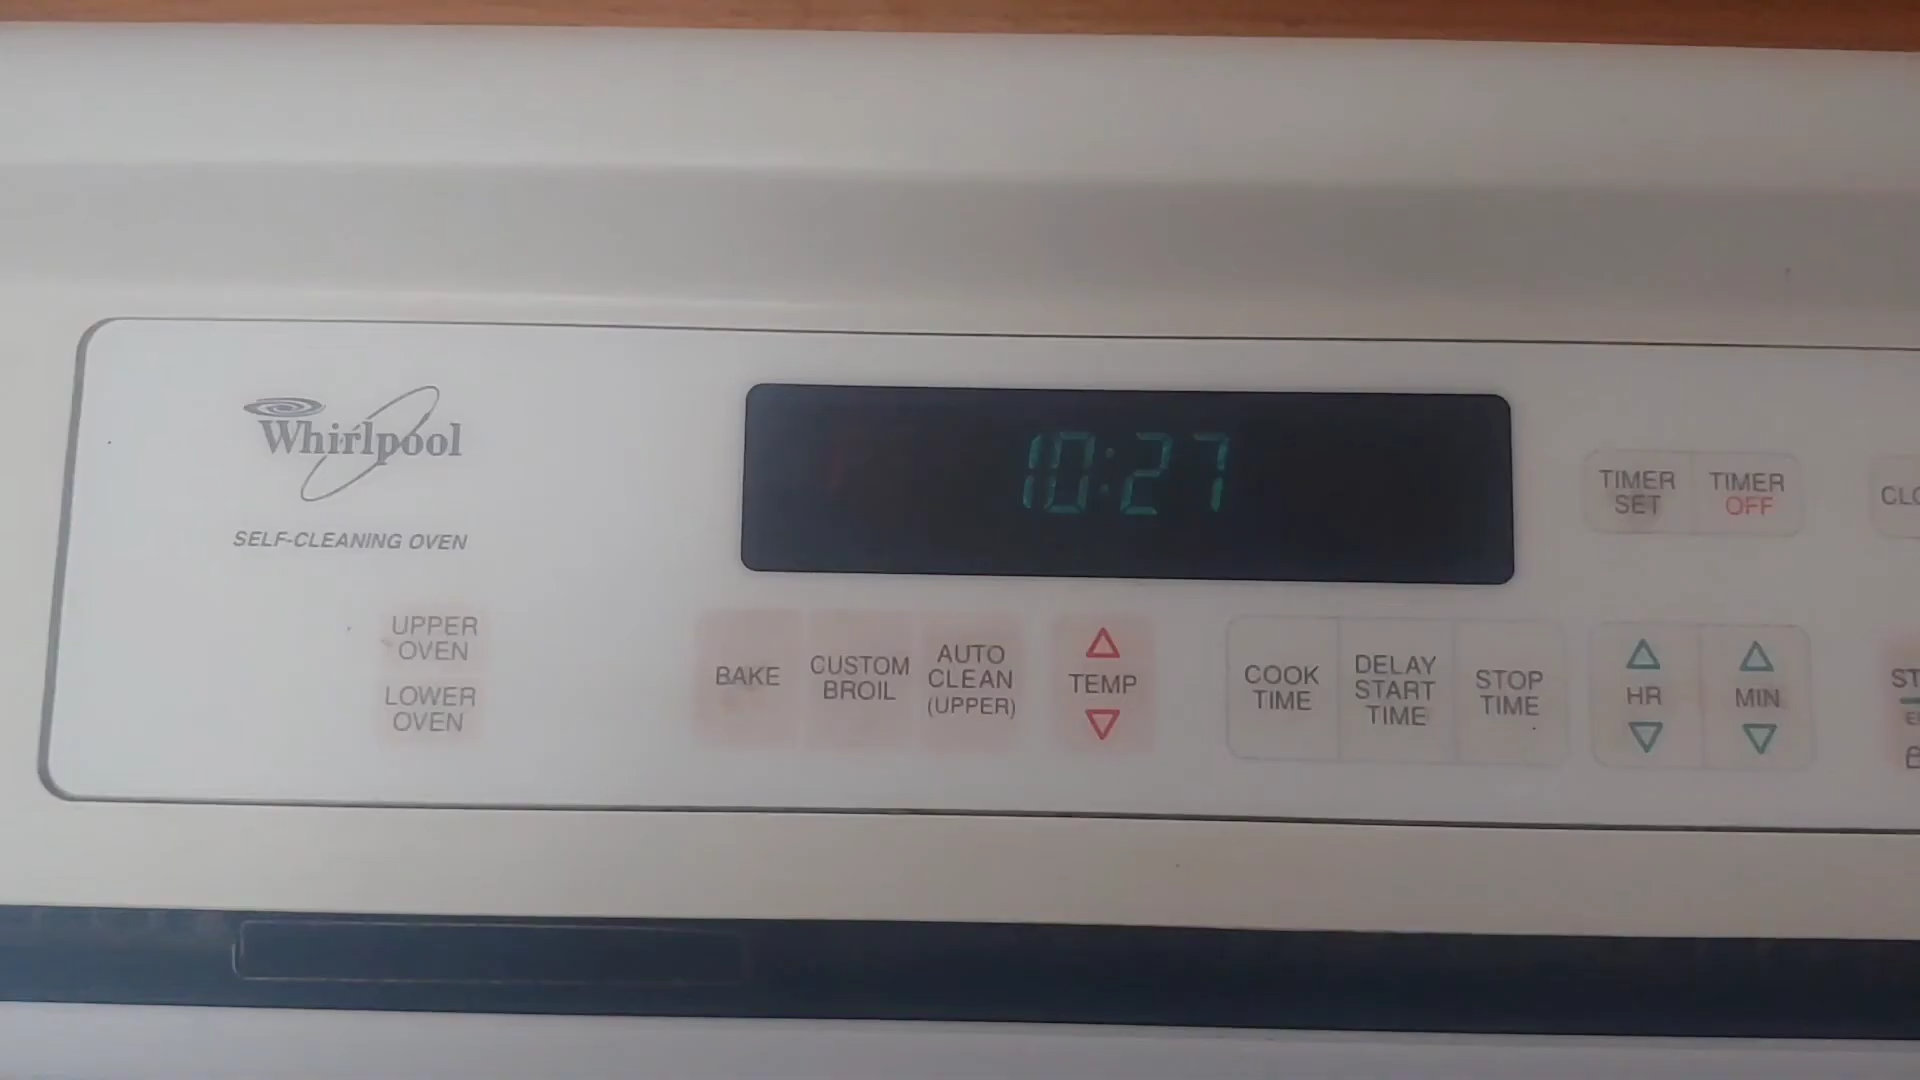 Whirlpool
SELF-CLEANING OVEN
10:27
TIMER
SET
TIMER
OFF
UPPER
OVEN
LOWER
OVEN
BAKE
CUSTOM
BROIL
AUTO
CLEAN
(UPPER)
TEMP
COOK
TIME
DELAY
START
TIME
STOP
TIME
HR
MIN